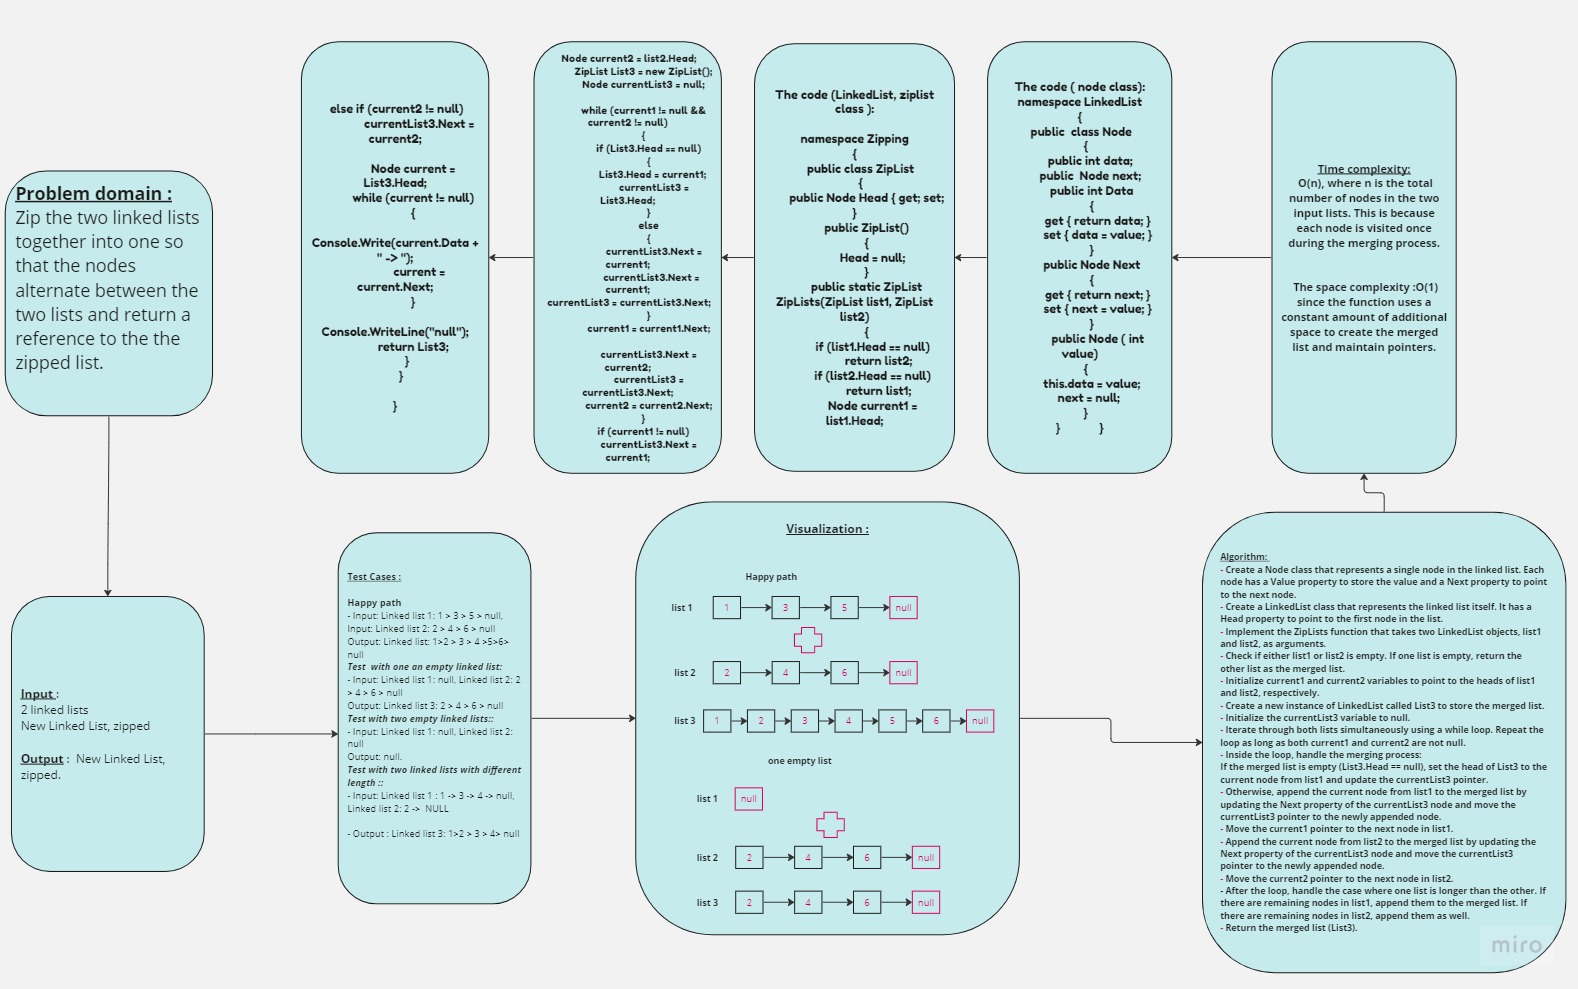 Problem domain :
Zip the two linked lists
together into one so
that the nodes
alternate between the
two lists and return a
reference to the the
zipped list.
Input :
2 linked lists
New Linked List, zipped
Output :  New Linked List,
zipped.
Test Cases :
Happy path
- Input: Linked list 1: 1 > 3 > 5 > null,
Input: Linked list 2: 2 > 4 > 6 > null
Output: Linked list: 1>2 > 3 > 4 >5>6>
null
Test  with one an empty linked list:
- Input: Linked list 1: null, Linked list 2: 2
> 4 > 6 > null
Output: Linked list 3: 2 > 4 > 6 > null
Test with two empty linked lists::
- Input: Linked list 1: null, Linked list 2:
null
Output: null.
Test with two linked lists with different
length ::
- Input: Linked list 1 : 1 -> 3 -> 4 -> null,
Linked list 2: 2 ->  NULL
- Output : Linked list 3: 1>2 > 3 > 4> null
Visualization :
Happy path
list 1 1 3 5 null
list 2 2 4 6 null
list 3 1 2 3 4 5 6 null
one empty list
list 1 null
list 2 2 4 6 null
list 3 2 4 6 null
Algorithm:
- Create a Node class that represents a single node in the linked list. Each
node has a Value property to store the value and a Next property to point
to the next node.
- Create a LinkedList class that represents the linked list itself. It has a
Head property to point to the first node in the list.
- Implement the ZipLists function that takes two LinkedList objects, list1
and list2, as arguments.
- Check if either list1 or list2 is empty. If one list is empty, return the
other list as the merged list.
- Initialize current1 and current2 variables to point to the heads of list1
and list2, respectively.
- Create a new instance of LinkedList called List3 to store the merged list.
- Initialize the currentList3 variable to null.
- Iterate through both lists simultaneously using a while loop. Repeat the
loop as long as both current1 and current2 are not null.
- Inside the loop, handle the merging process:
If the merged list is empty (List3.Head == null), set the head of List3 to the
current node from list1 and update the currentList3 pointer.
- Otherwise, append the current node from list1 to the merged list by
updating the Next property of the currentList3 node and move the
currentList3 pointer to the newly appended node.
- Move the current1 pointer to the next node in list1.
- Append the current node from list2 to the merged list by updating the
Next property of the currentList3 node and move the currentList3
pointer to the newly appended node.
- Move the current2 pointer to the next node in list2.
- After the loop, handle the case where one list is longer than the other. If
there are remaining nodes in list1, append them to the merged list. If
there are remaining nodes in list2, append them as well.
- Return the merged list (List3).
Time complexity:
O(n), where n is the total
number of nodes in the two
input lists. This is because
each node is visited once
during the merging process.
The space complexity :O(1)
since the function uses a
constant amount of additional
space to create the merged
list and maintain pointers.
The code ( node class):
namespace LinkedList
{
public  class Node
{
public int data;
public  Node next;
public int Data
{
get { return data; }
set { data = value; }
}
public Node Next
{
get { return next; }
set { next = value; }
}
public Node ( int
value)
{
this.data = value;
next = null;
}
}          }
The code (LinkedList, ziplist
class ):
namespace Zipping
{
public class ZipList
{
public Node Head { get; set;
}
public ZipList()
{
Head = null;
}
public static ZipList
ZipLists(ZipList list1, ZipList
list2)
{
if (list1.Head == null)
return list2;
if (list2.Head == null)
return list1;
Node current1 =
list1.Head;
Node current2 = list2.Head;
ZipList List3 = new ZipList();
Node currentList3 = null;
while (current1 != null &&
current2 != null)
{
if (List3.Head == null)
{
List3.Head = current1;
currentList3 =
List3.Head;
}
else
{
currentList3.Next =
current1;
currentList3.Next =
current1;
currentList3 = currentList3.Next;
}
current1 = current1.Next;
currentList3.Next =
current2;
currentList3 =
currentList3.Next;
current2 = current2.Next;
}
if (current1 != null)
currentList3.Next =
current1;
else if (current2 != null)
currentList3.Next =
current2;
Node current =
List3.Head;
while (current != null)
{
Console.Write(current.Data +
" -> ");
current =
current.Next;
}
Console.WriteLine("null");
return List3;
}
}
}
miro